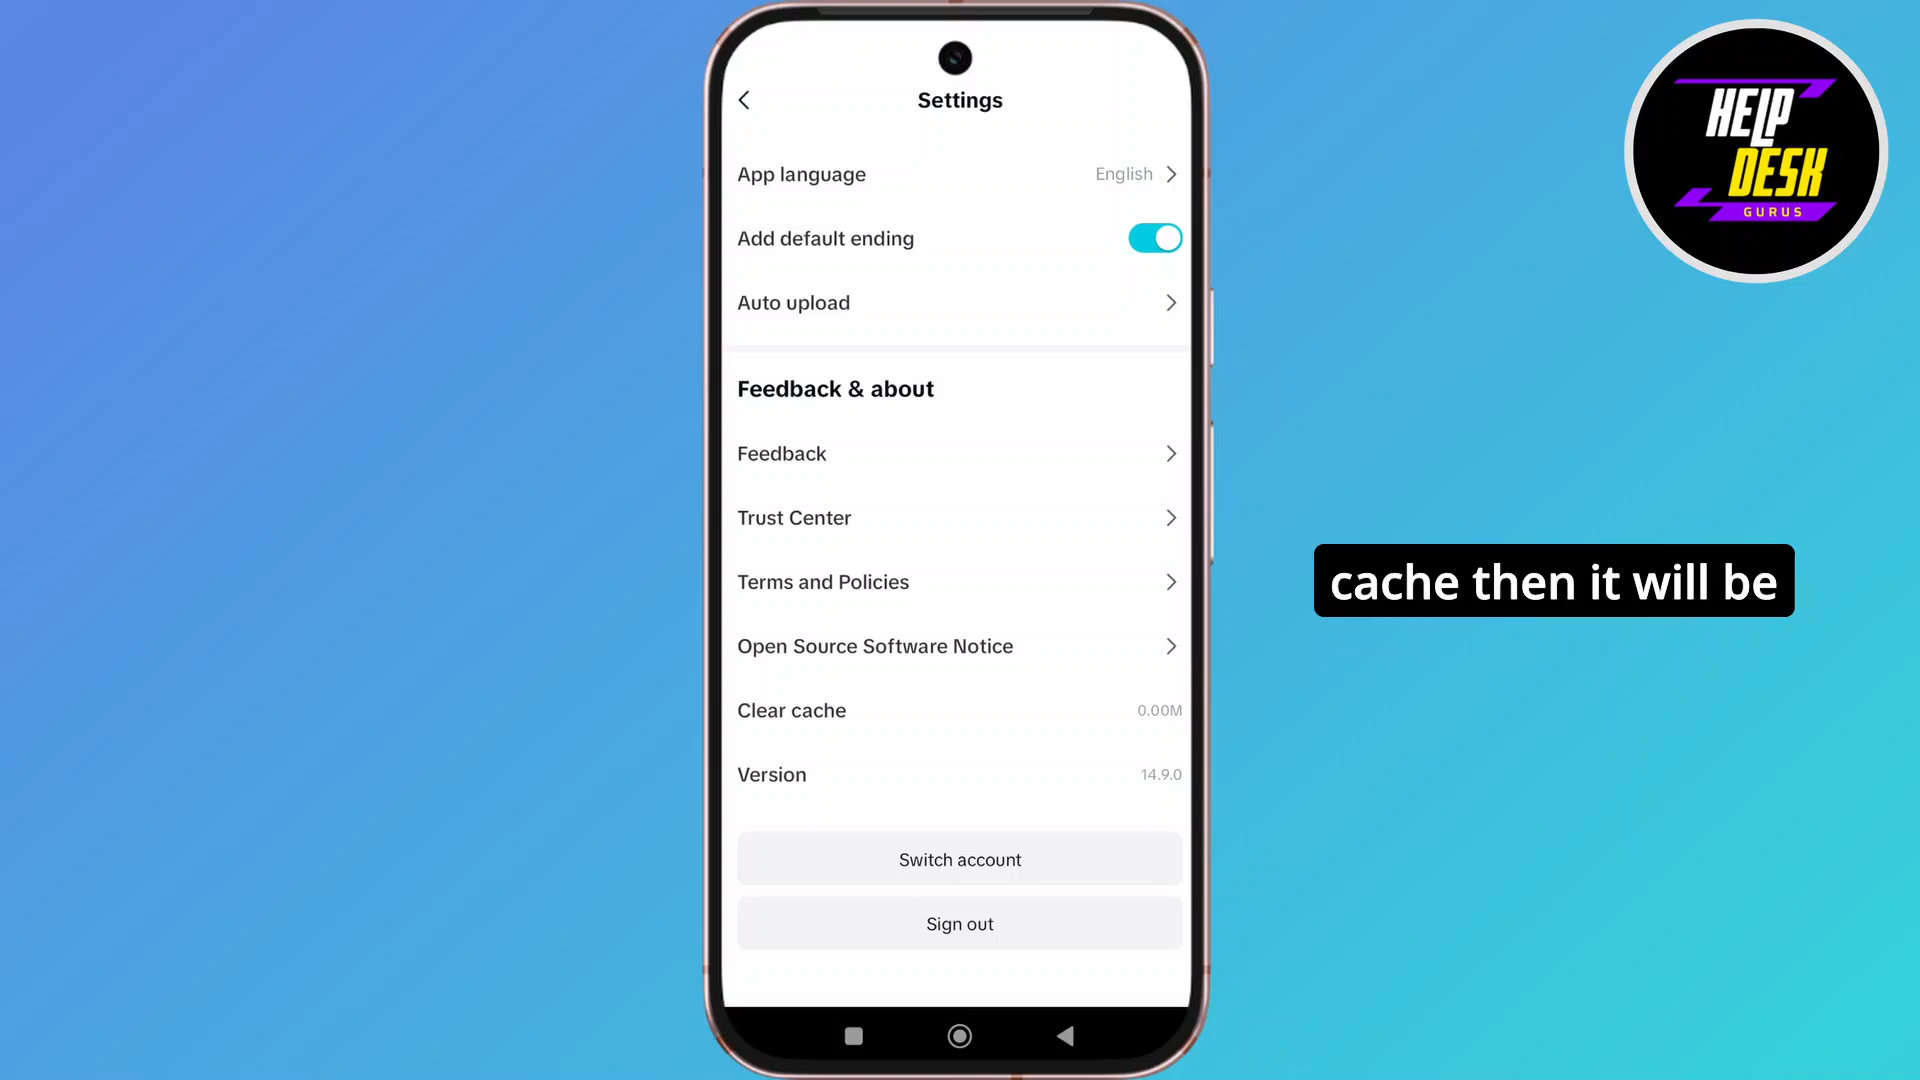 Settings
App language English
Add default ending
Auto upload
Feedback & about
Feedback
Trust Center
Terms and Policies
Open Source Software Notice
Clear cache 0.00M
Version 14.9.0
Switch account
Sign out
HELP
DESK
GURUS
cache then it will be